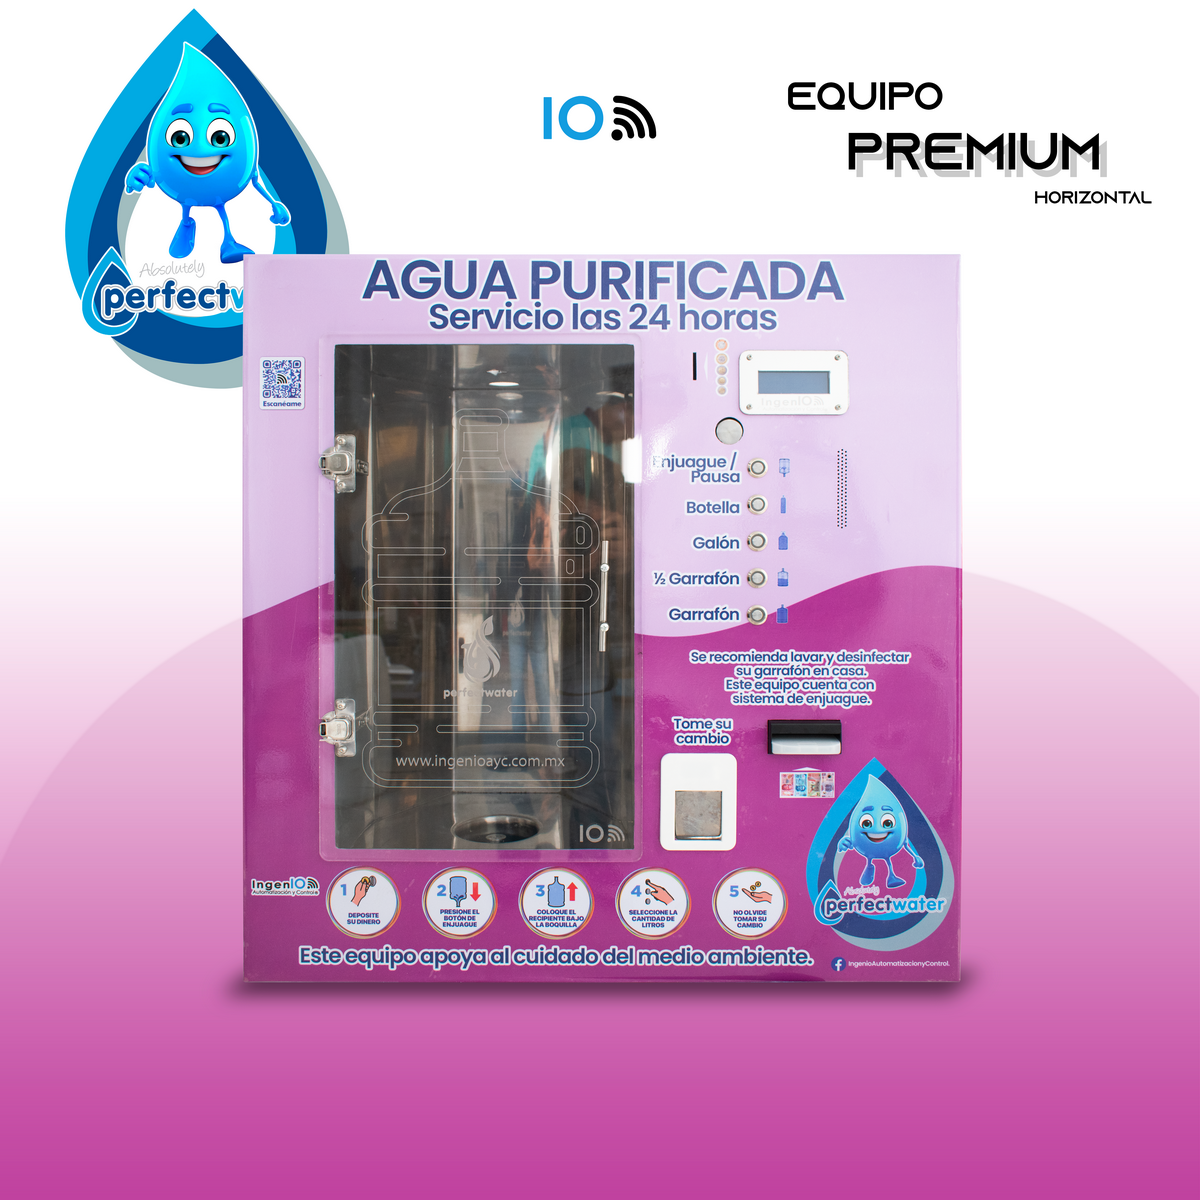 IO
EQUIPO
PREMIUM
HORIZONTAL
Absolutely
perfectw
AGUA PURIFICADA
Servicio las 24 horas
Escanéame
IngenIO
Enjuague /
Pausa
Botella
Galón
½ Garrafón
Garrafón
Se recomienda lavar y desinfectar
su garrafón en casa.
Este equipo cuenta con
sistema de enjuague.
Tome su
cambio
perfectwater
www.ingenioayc.com.mx
IO
Absolutely
perfectwater
IngenIO
Automatización y Control
1
DEPOSITE
SU DINERO
2
PRESIONE EL
BOTÓN DE
ENJUAGUE
3
COLOQUE EL
RECIPIENTE BAJO
LA BOQUILLA
4
SELECCIONE LA
CANTIDAD DE
LITROS
5
NO OLVIDE
TOMAR SU
CAMBIO
Este equipo apoya al cuidado del medio ambiente.
IngenioAutomatizacionyControl.